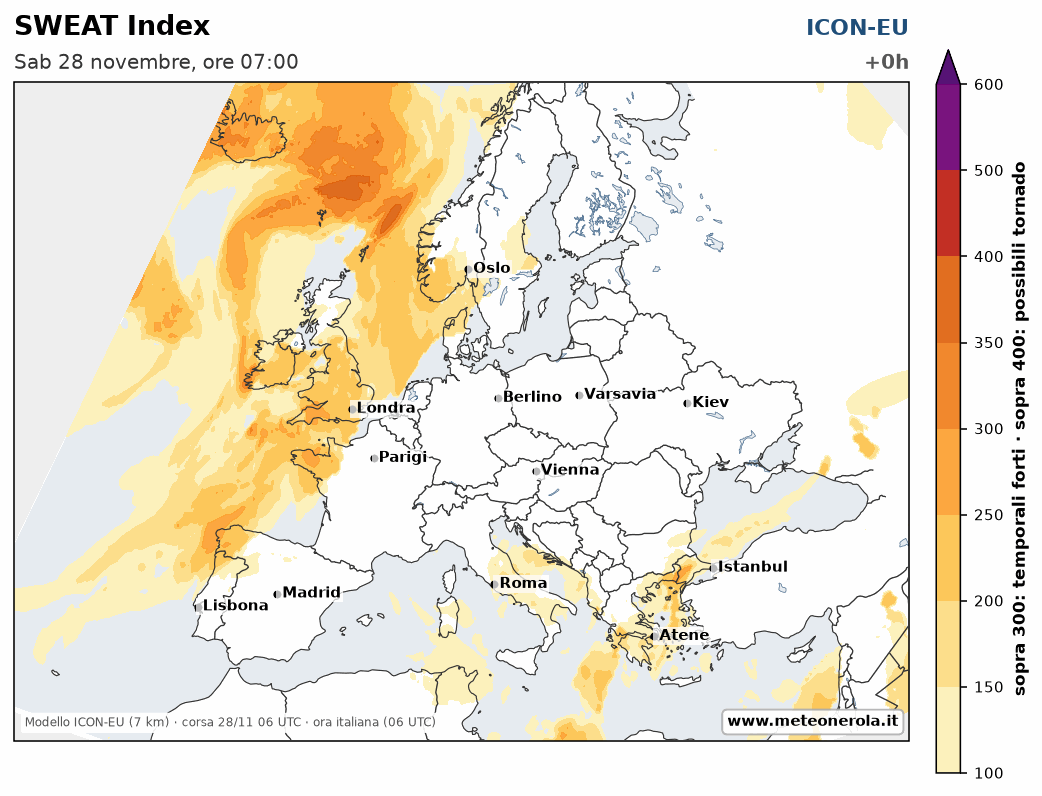 SWEAT Index
ICON-EU
Sab 28 novembre, ore 07:00
+0h
Oslo
Londra
Berlino
Varsavia
Kiev
Parigi
Vienna
Istanbul
Roma
Madrid
Lisbona
Atene
Modello ICON-EU (7 km) · corsa 28/11 06 UTC · ora italiana (06 UTC)
www.meteonerola.it
600
500
400
350
300
250
200
150
100
sopra 300: temporali forti · sopra 400: possibili tornado